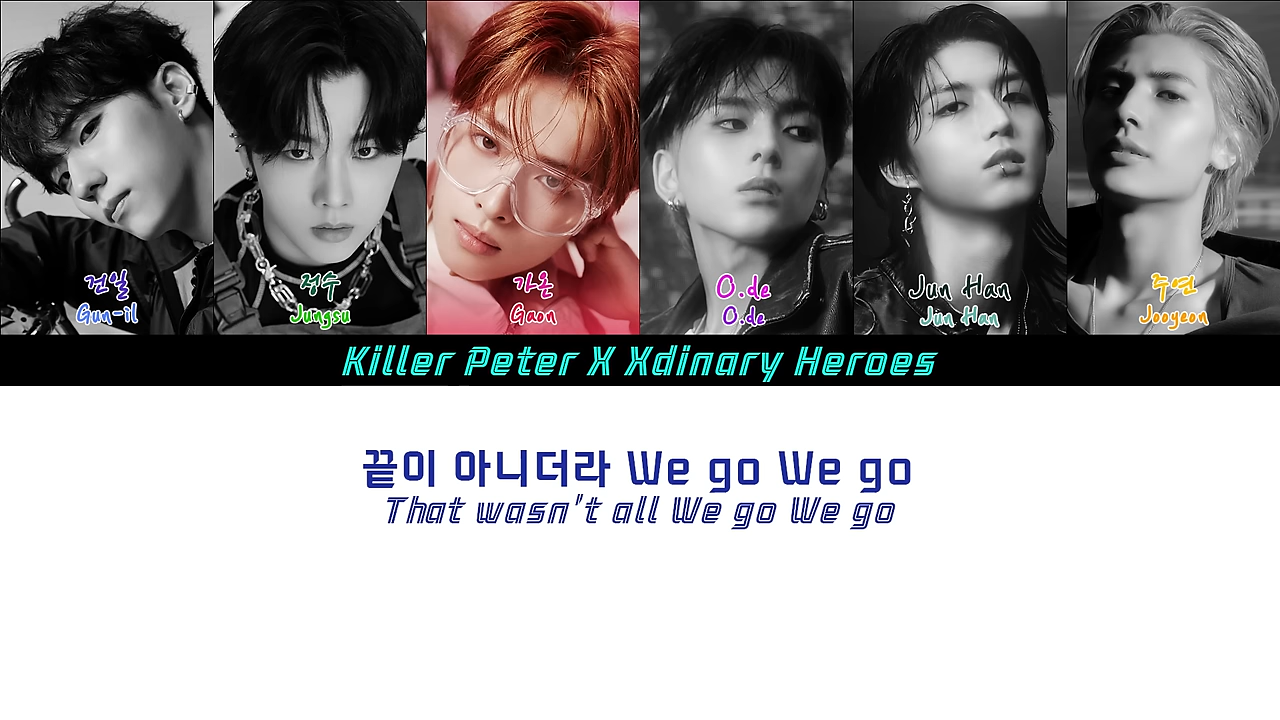 건일
Gun-il
정수
Jungsu
가온
Gaon
O.de
O.de
Jun Han
Jun Han
주연
Jooyeon
Killer Peter X Xdinary Heroes
끝이 아니더라 We go We go
That wasn't all We go We go